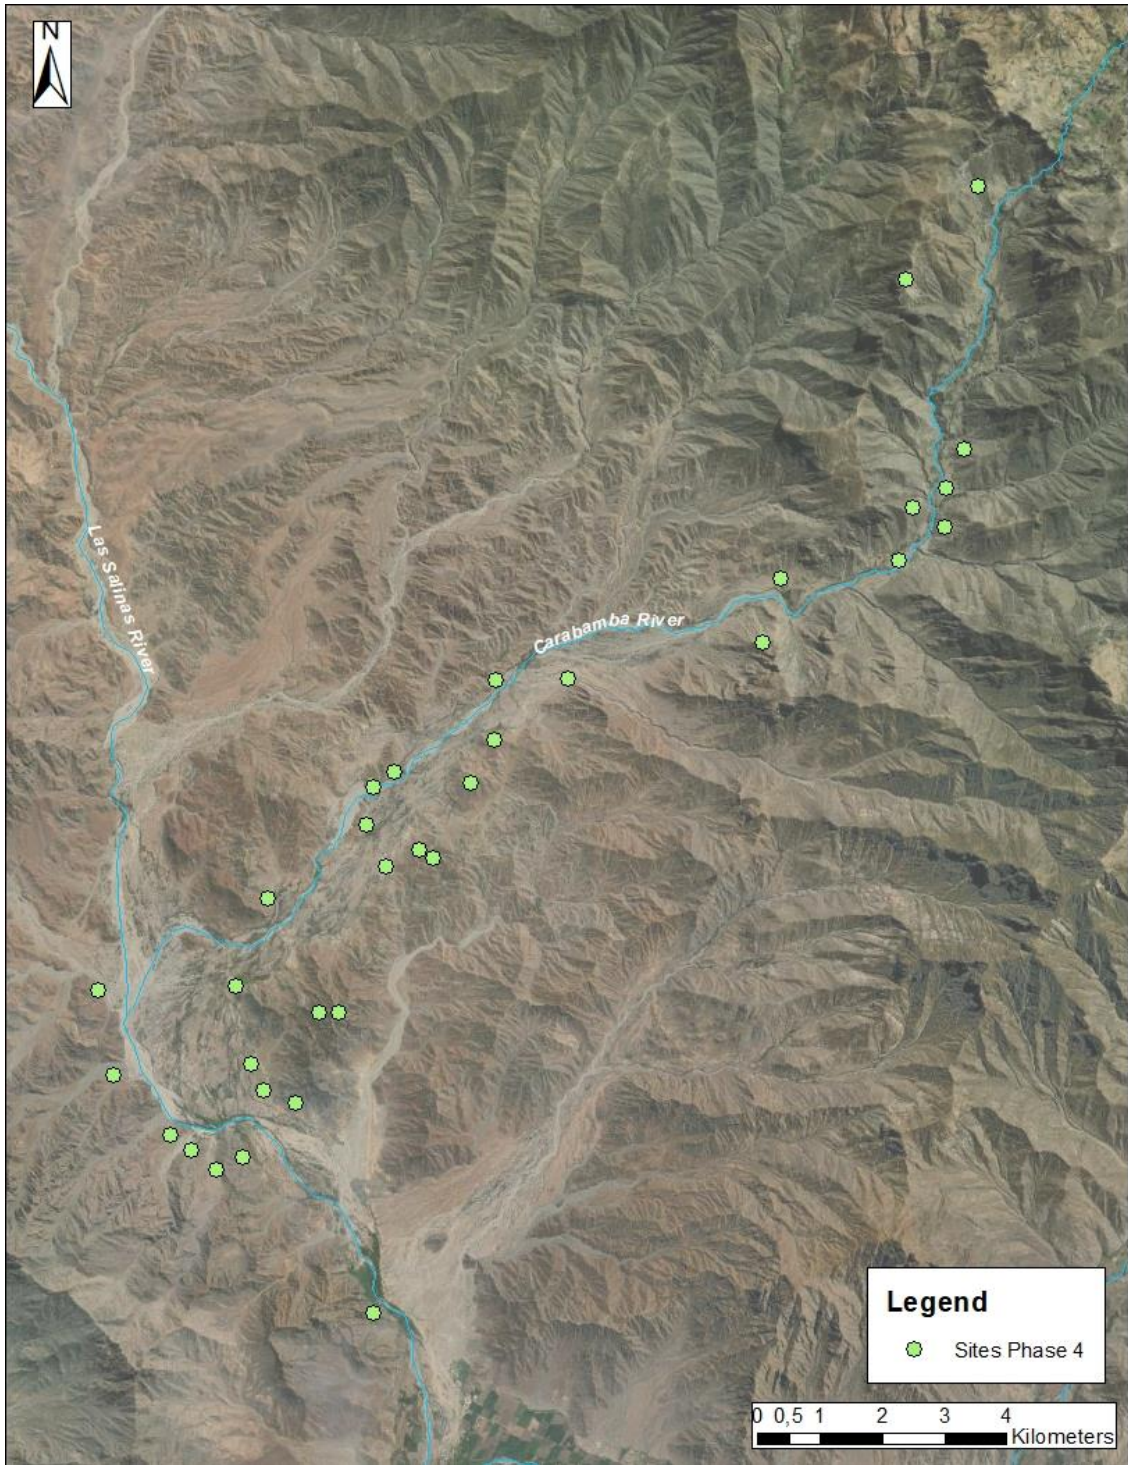 N
Las Salinas River
Carabamba River
Legend
Sites Phase 4
0 0,5 1 2 3 4
Kilometers